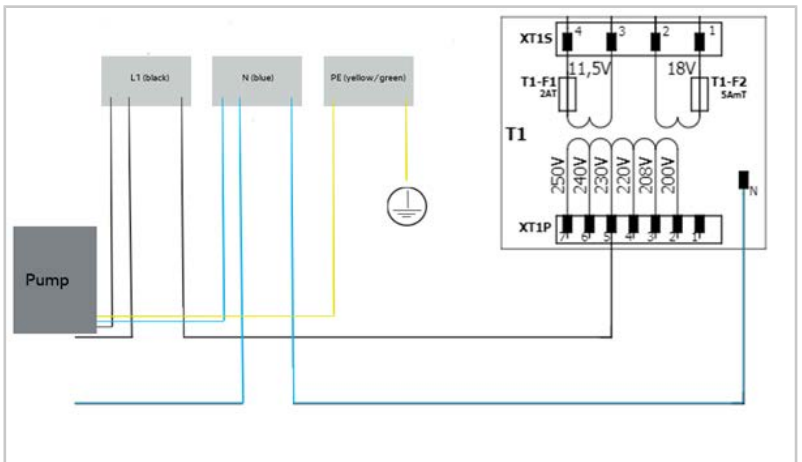 L1 (black)
N (blue)
PE (yellow/green)
XT1S
4
3
2
1
11,5V
18V
T1-F1
2AT
T1-F2
5AmT
T1
250V
240V
230V
220V
208V
200V
N
XT1P
7
6
5
4
3
2
1
Pump